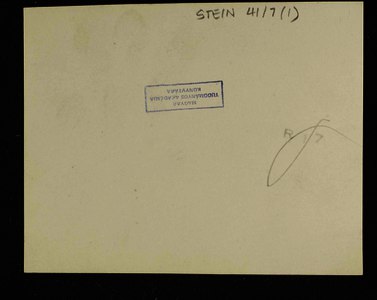 STEIN 41/7(1)
MAGYAR
TUDOMÁNYOS AKADÉMIA
KÖNYVTÁRA